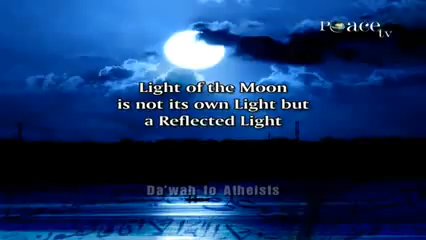 Peace tv
Light of the Moon
is not its own Light but
a Reflected Light
Da'wah to Atheists